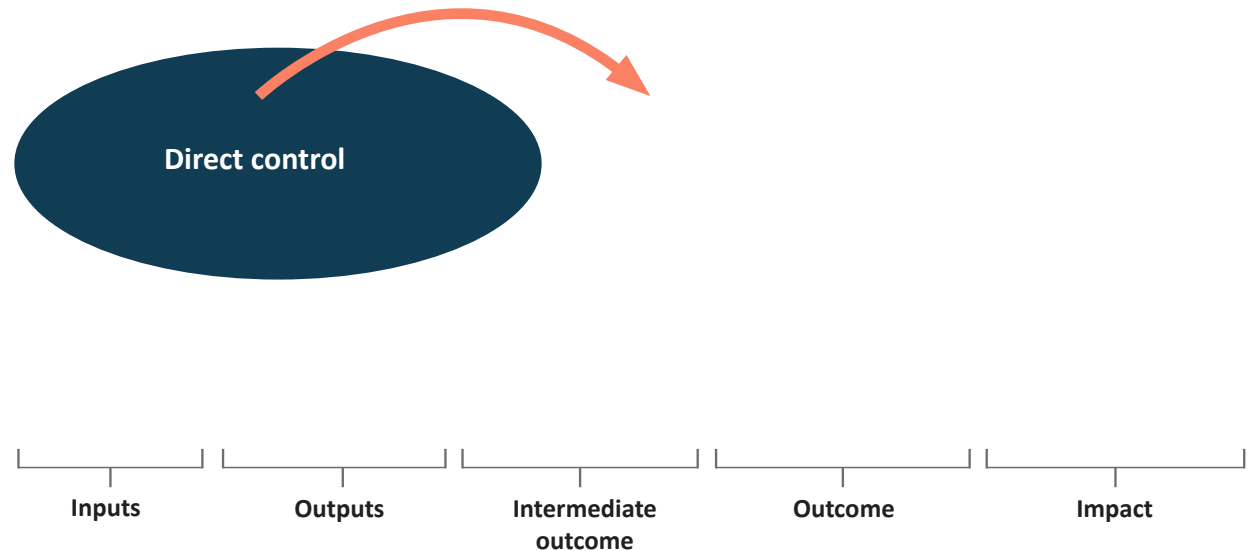 Direct control
Inputs
Outputs
Intermediate
outcome
Outcome
Impact